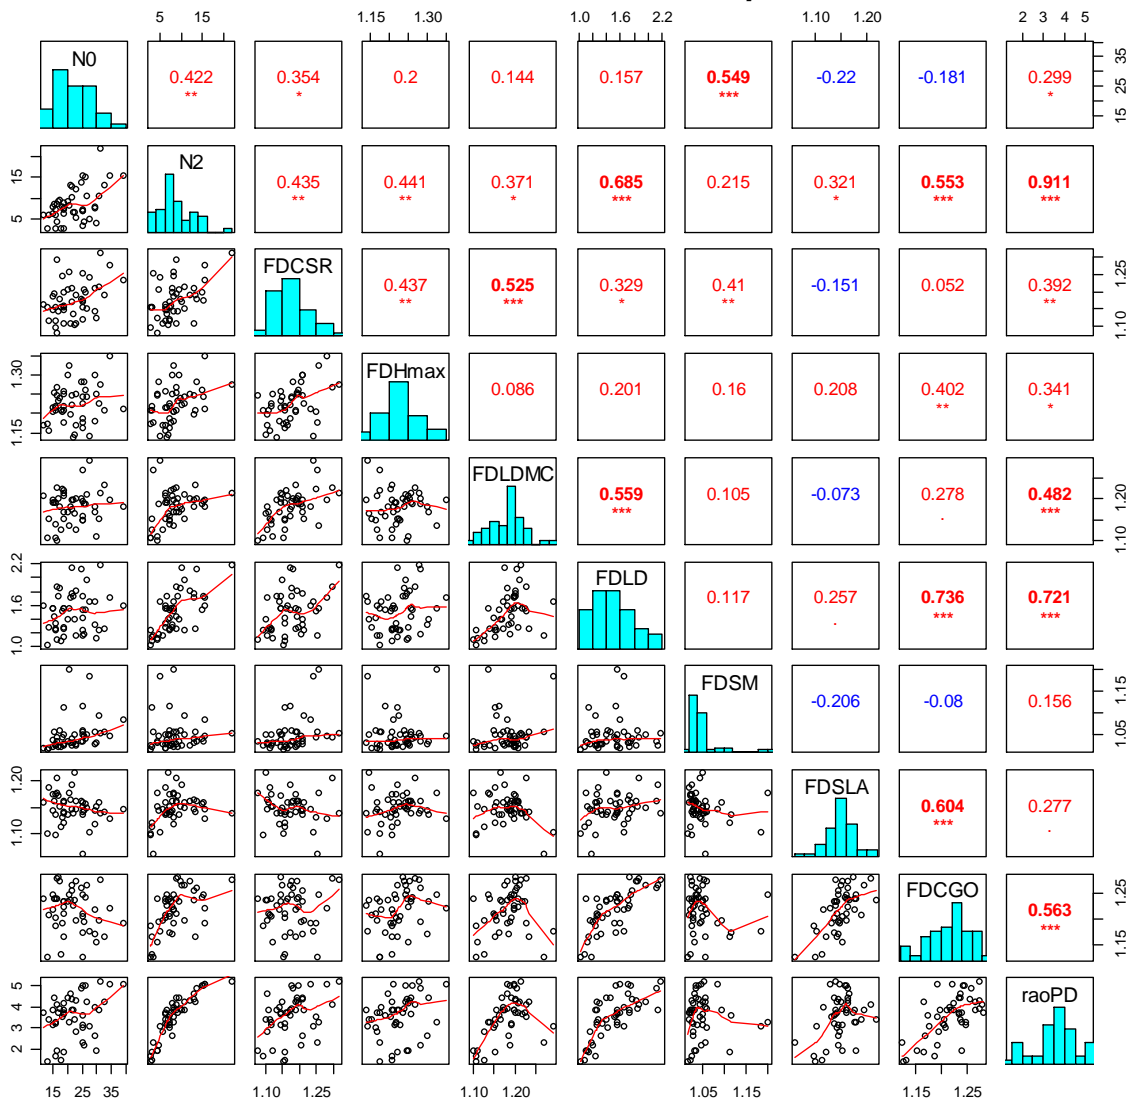 5 15 1.15 1.30 1.0 1.6 2.2 1.10 1.20 2 3 4 5
N0 0.422 0.354 0.2 0.144 0.157 0.549 -0.22 -0.181 0.299 15 25 35
** * *** *
5 15 N2 0.435 0.441 0.371 0.685 0.215 0.321 0.553 0.911
** ** * *** * *** ***
FDCSR 0.437 0.525 0.329 0.41 -0.151 0.052 0.392 1.10 1.25
** *** * ** **
1.15 1.30 FDHmax 0.086 0.201 0.16 0.208 0.402 0.341
** *
FDLDMC 0.559 0.105 -0.073 0.278 0.482 1.10 1.20
*** . ***
1.0 1.6 2.2 FDLD 0.117 0.257 0.736 0.721
. *** ***
FDSM -0.206 -0.08 0.156 1.05 1.15
1.10 1.20 FDSLA 0.604 0.277
*** .
FDCGO 0.563 1.15 1.25
***
2 3 4 5 raoPD
15 25 35 1.10 1.25 1.10 1.20 1.05 1.15 1.15 1.25